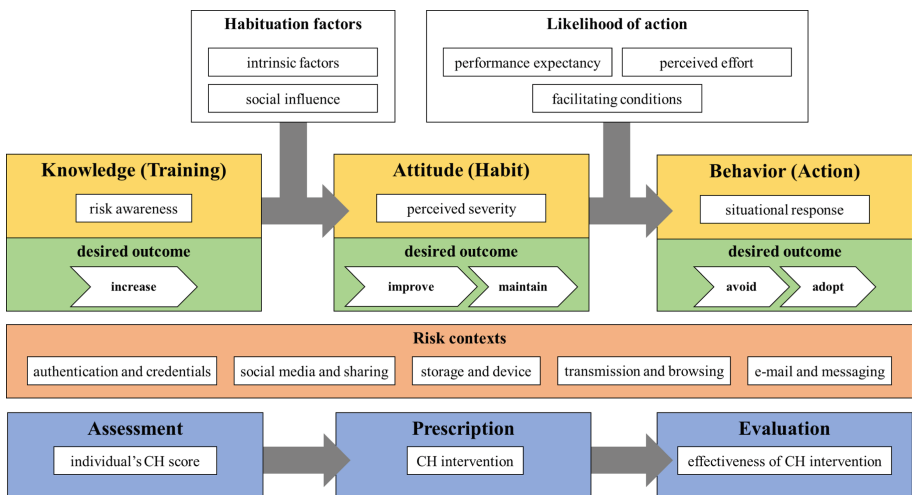 Habituation factors
intrinsic factors
social influence
Likelihood of action
performance expectancy
perceived effort
facilitating conditions
Knowledge (Training)
risk awareness
desired outcome
increase
Attitude (Habit)
perceived severity
desired outcome
improve
maintain
Behavior (Action)
situational response
desired outcome
avoid
adopt
Risk contexts
authentication and credentials
social media and sharing
storage and device
transmission and browsing
e-mail and messaging
Assessment
individual's CH score
Prescription
CH intervention
Evaluation
effectiveness of CH intervention